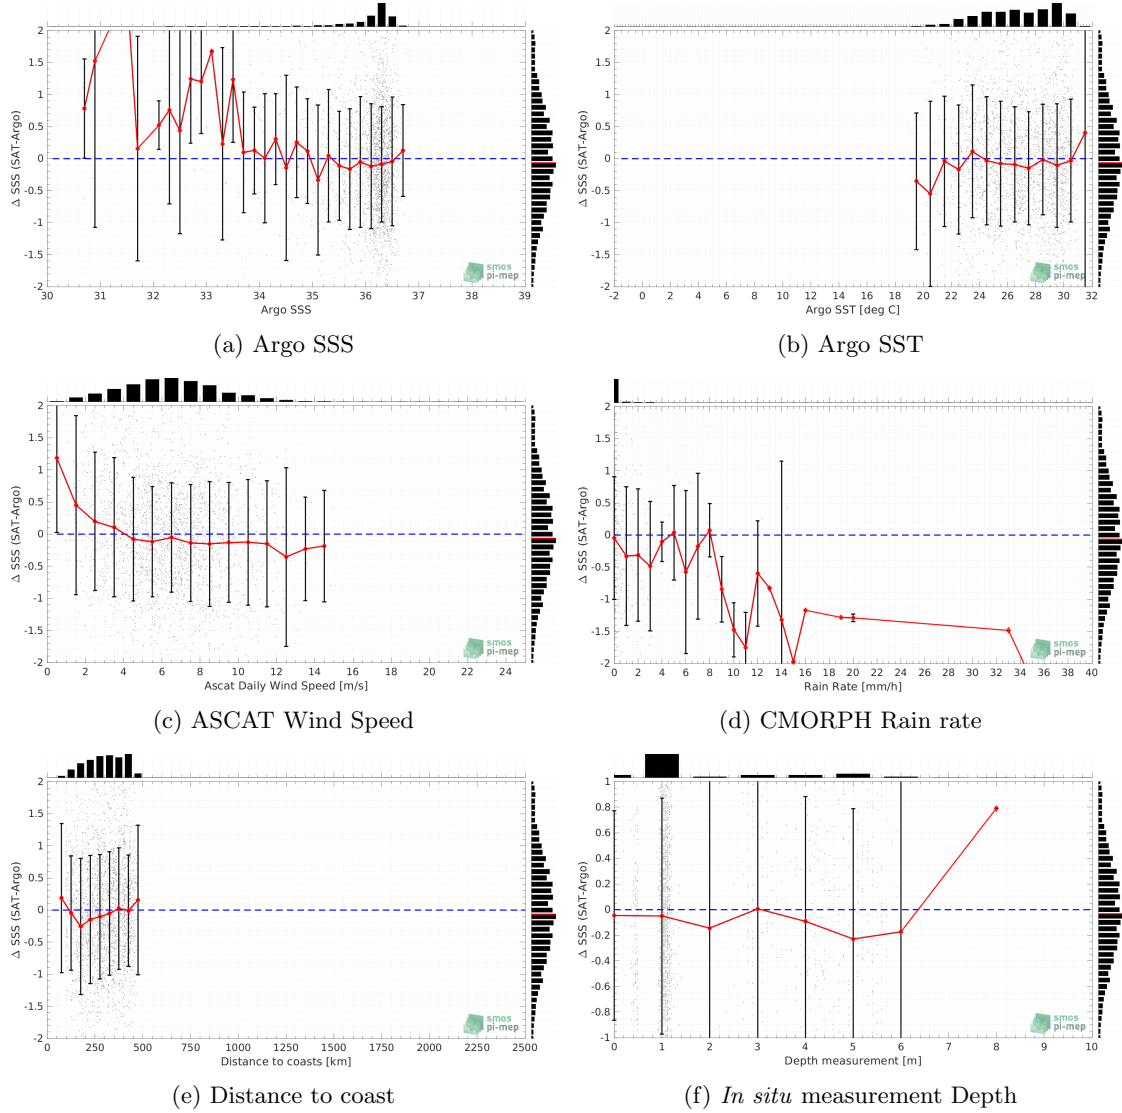 2
1.5
1
0.5
0
-0.5
-1
-1.5
-2
Δ SSS (SAT-Argo)
30 31 32 33 34 35 36 37 38 39
Argo SSS
smos
pi-mep
(a) Argo SSS
2
1.5
1
0.5
0
-0.5
-1
-1.5
-2
Δ SSS (SAT-Argo)
-2 0 2 4 6 8 10 12 14 16 18 20 22 24 26 28 30 32
Argo SST [deg C]
smos
pi-mep
(b) Argo SST
2
1.5
1
0.5
0
-0.5
-1
-1.5
-2
Δ SSS (SAT-Argo)
0 2 4 6 8 10 12 14 16 18 20 22 24
Ascat Daily Wind Speed [m/s]
smos
pi-mep
(c) ASCAT Wind Speed
2
1.5
1
0.5
0
-0.5
-1
-1.5
-2
Δ SSS (SAT-Argo)
0 2 4 6 8 10 12 14 16 18 20 22 24 26 28 30 32 34 36 38 40
Rain Rate [mm/h]
smos
pi-mep
(d) CMORPH Rain rate
2
1.5
1
0.5
0
-0.5
-1
-1.5
-2
Δ SSS (SAT-Argo)
0 250 500 750 1000 1250 1500 1750 2000 2250 2500
Distance to coasts [km]
smos
pi-mep
(e) Distance to coast
1
0.8
0.6
0.4
0.2
0
-0.2
-0.4
-0.6
-0.8
-1
Δ SSS (SAT-Argo)
0 1 2 3 4 5 6 7 8 9 10
Depth measurement [m]
smos
pi-mep
(f) In situ measurement Depth